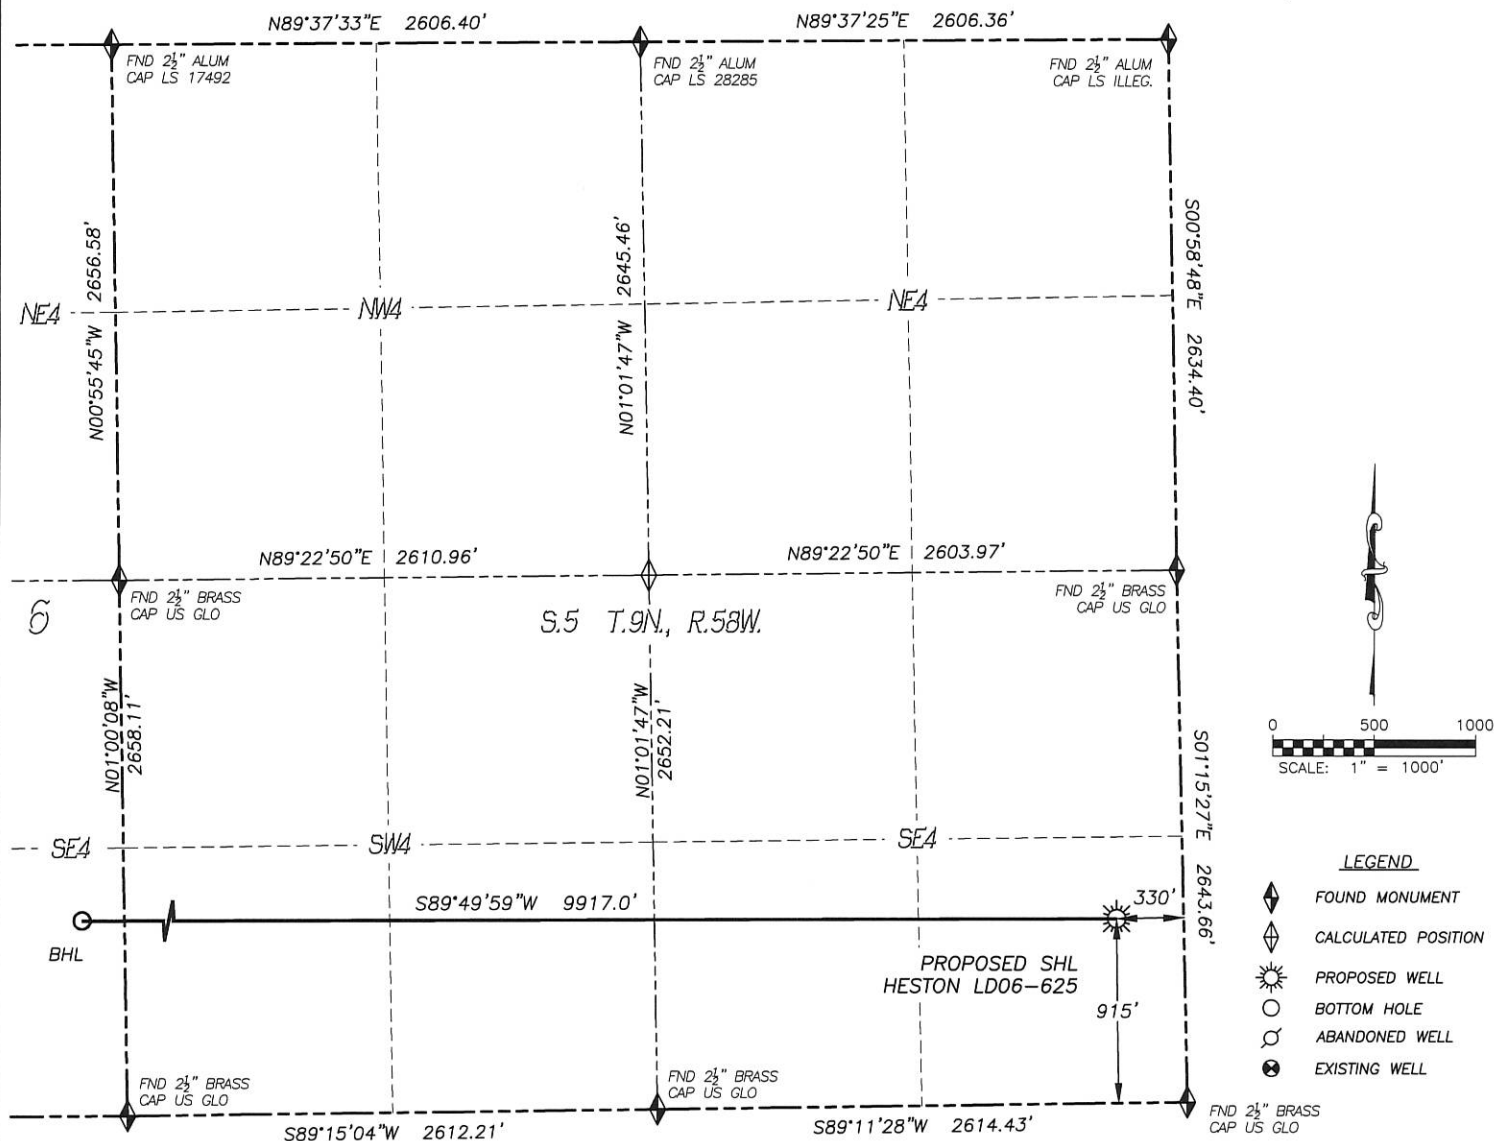 N89°37'33"E 2606.40'
N89°37'25"E 2606.36'
FND 2½" ALUM
CAP LS 17492
FND 2½" ALUM
CAP LS 28285
FND 2½" ALUM
CAP LS ILLEG.
N00°55'45"W 2656.58'
N01°01'47"W 2645.46'
S00°58'48"E 2634.40'
NE4
NW4
NE4
N89°22'50"E 2610.96'
N89°22'50"E 2603.97'
FND 2½" BRASS
CAP US GLO
FND 2½" BRASS
CAP US GLO
6
S.5 T.9N., R.58W.
N01°00'08"W
2658.11'
N01°01'47"W
2652.21'
S01°15'27"E 2643.66'
0 500 1000
SCALE: 1" = 1000'
SE4
SW4
SE4
S89°49'59"W 9917.0'
330'
BHL
PROPOSED SHL
HESTON LD06-625
915'
LEGEND
FOUND MONUMENT
CALCULATED POSITION
PROPOSED WELL
BOTTOM HOLE
ABANDONED WELL
EXISTING WELL
FND 2½" BRASS
CAP US GLO
FND 2½" BRASS
CAP US GLO
FND 2½" BRASS
CAP US GLO
S89°15'04"W 2612.21'
S89°11'28"W 2614.43'